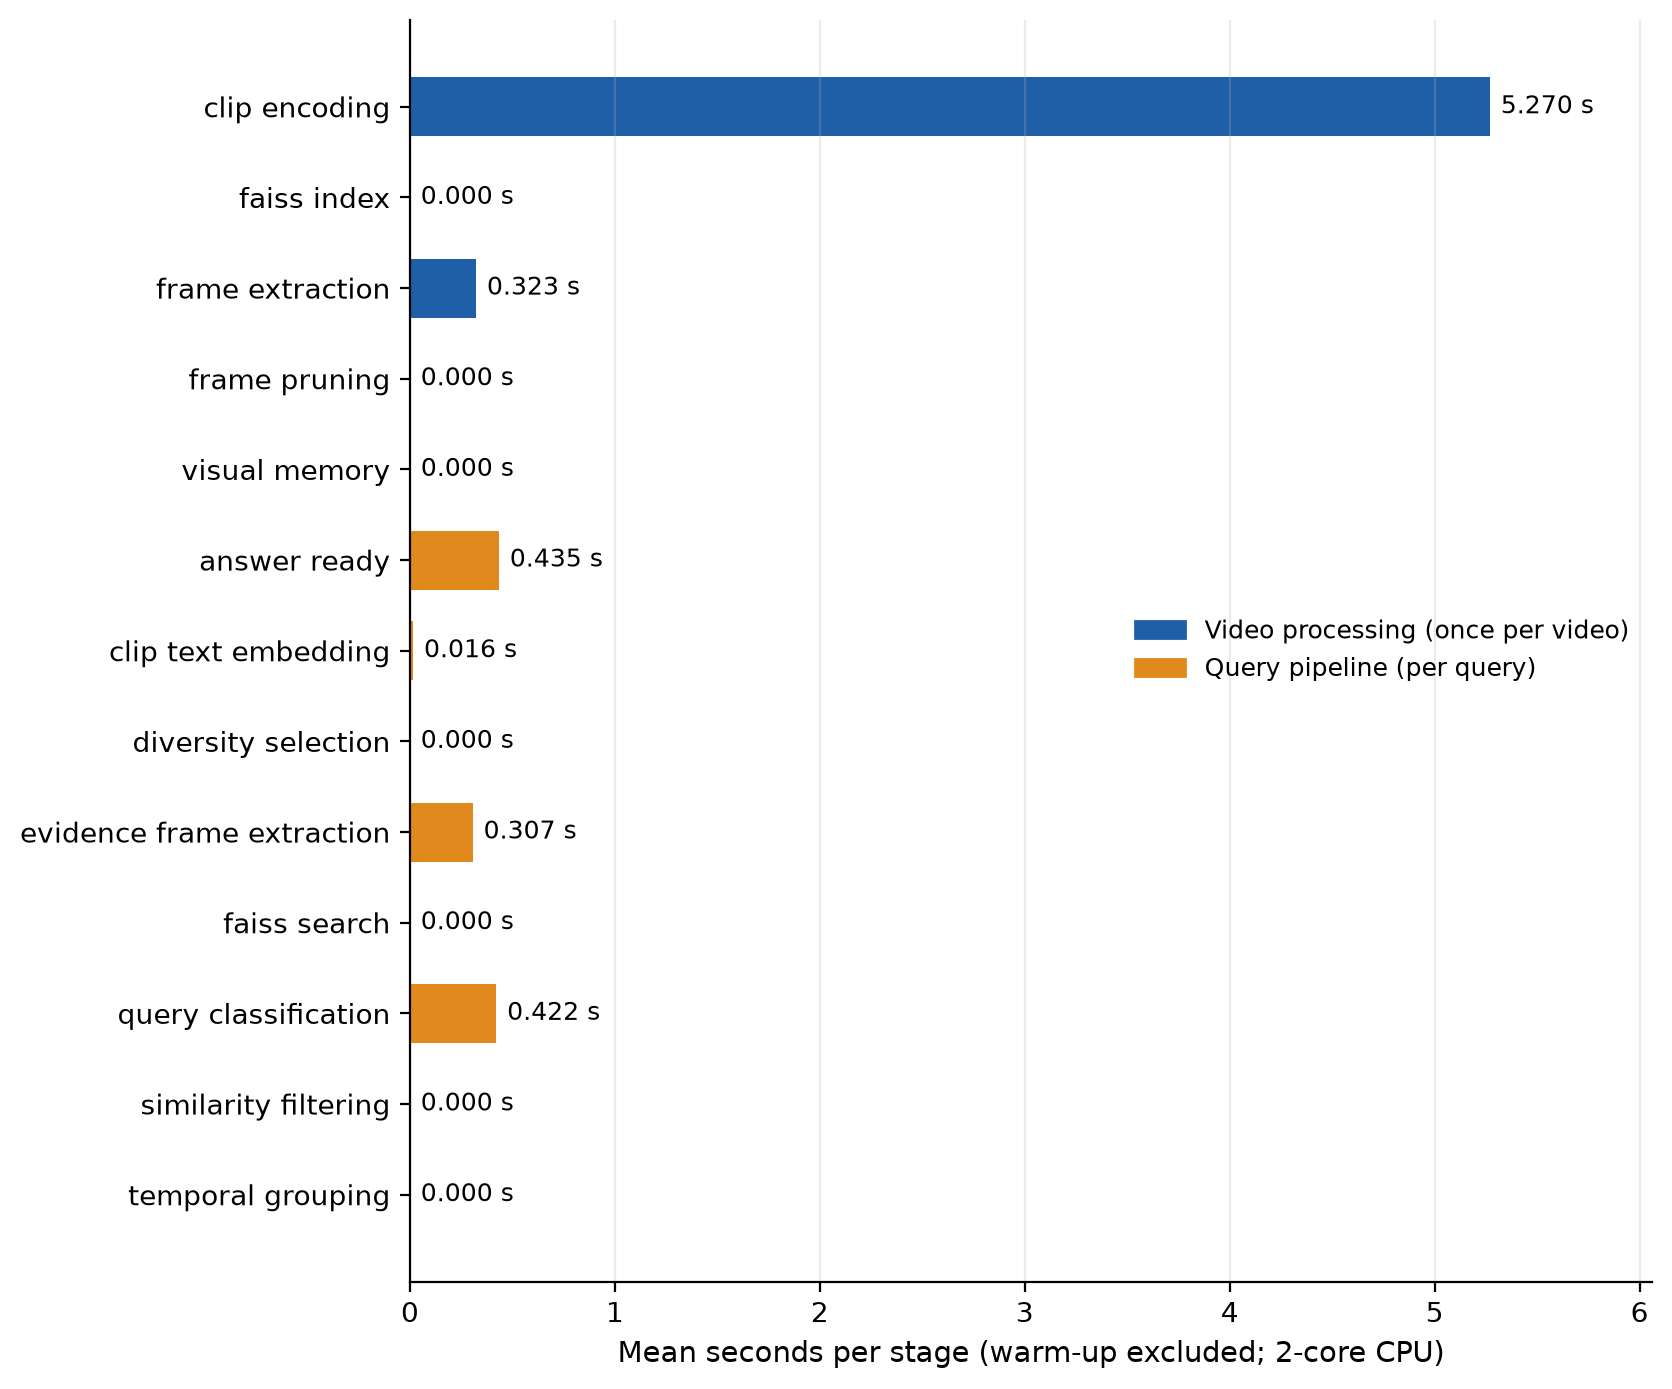 clip encoding 5.270 s
faiss index 0.000 s
frame extraction 0.323 s
frame pruning 0.000 s
visual memory 0.000 s
answer ready 0.435 s
clip text embedding 0.016 s
Video processing (once per video)
Query pipeline (per query)
diversity selection 0.000 s
evidence frame extraction 0.307 s
faiss search 0.000 s
query classification 0.422 s
similarity filtering 0.000 s
temporal grouping 0.000 s
0 1 2 3 4 5 6
Mean seconds per stage (warm-up excluded; 2-core CPU)